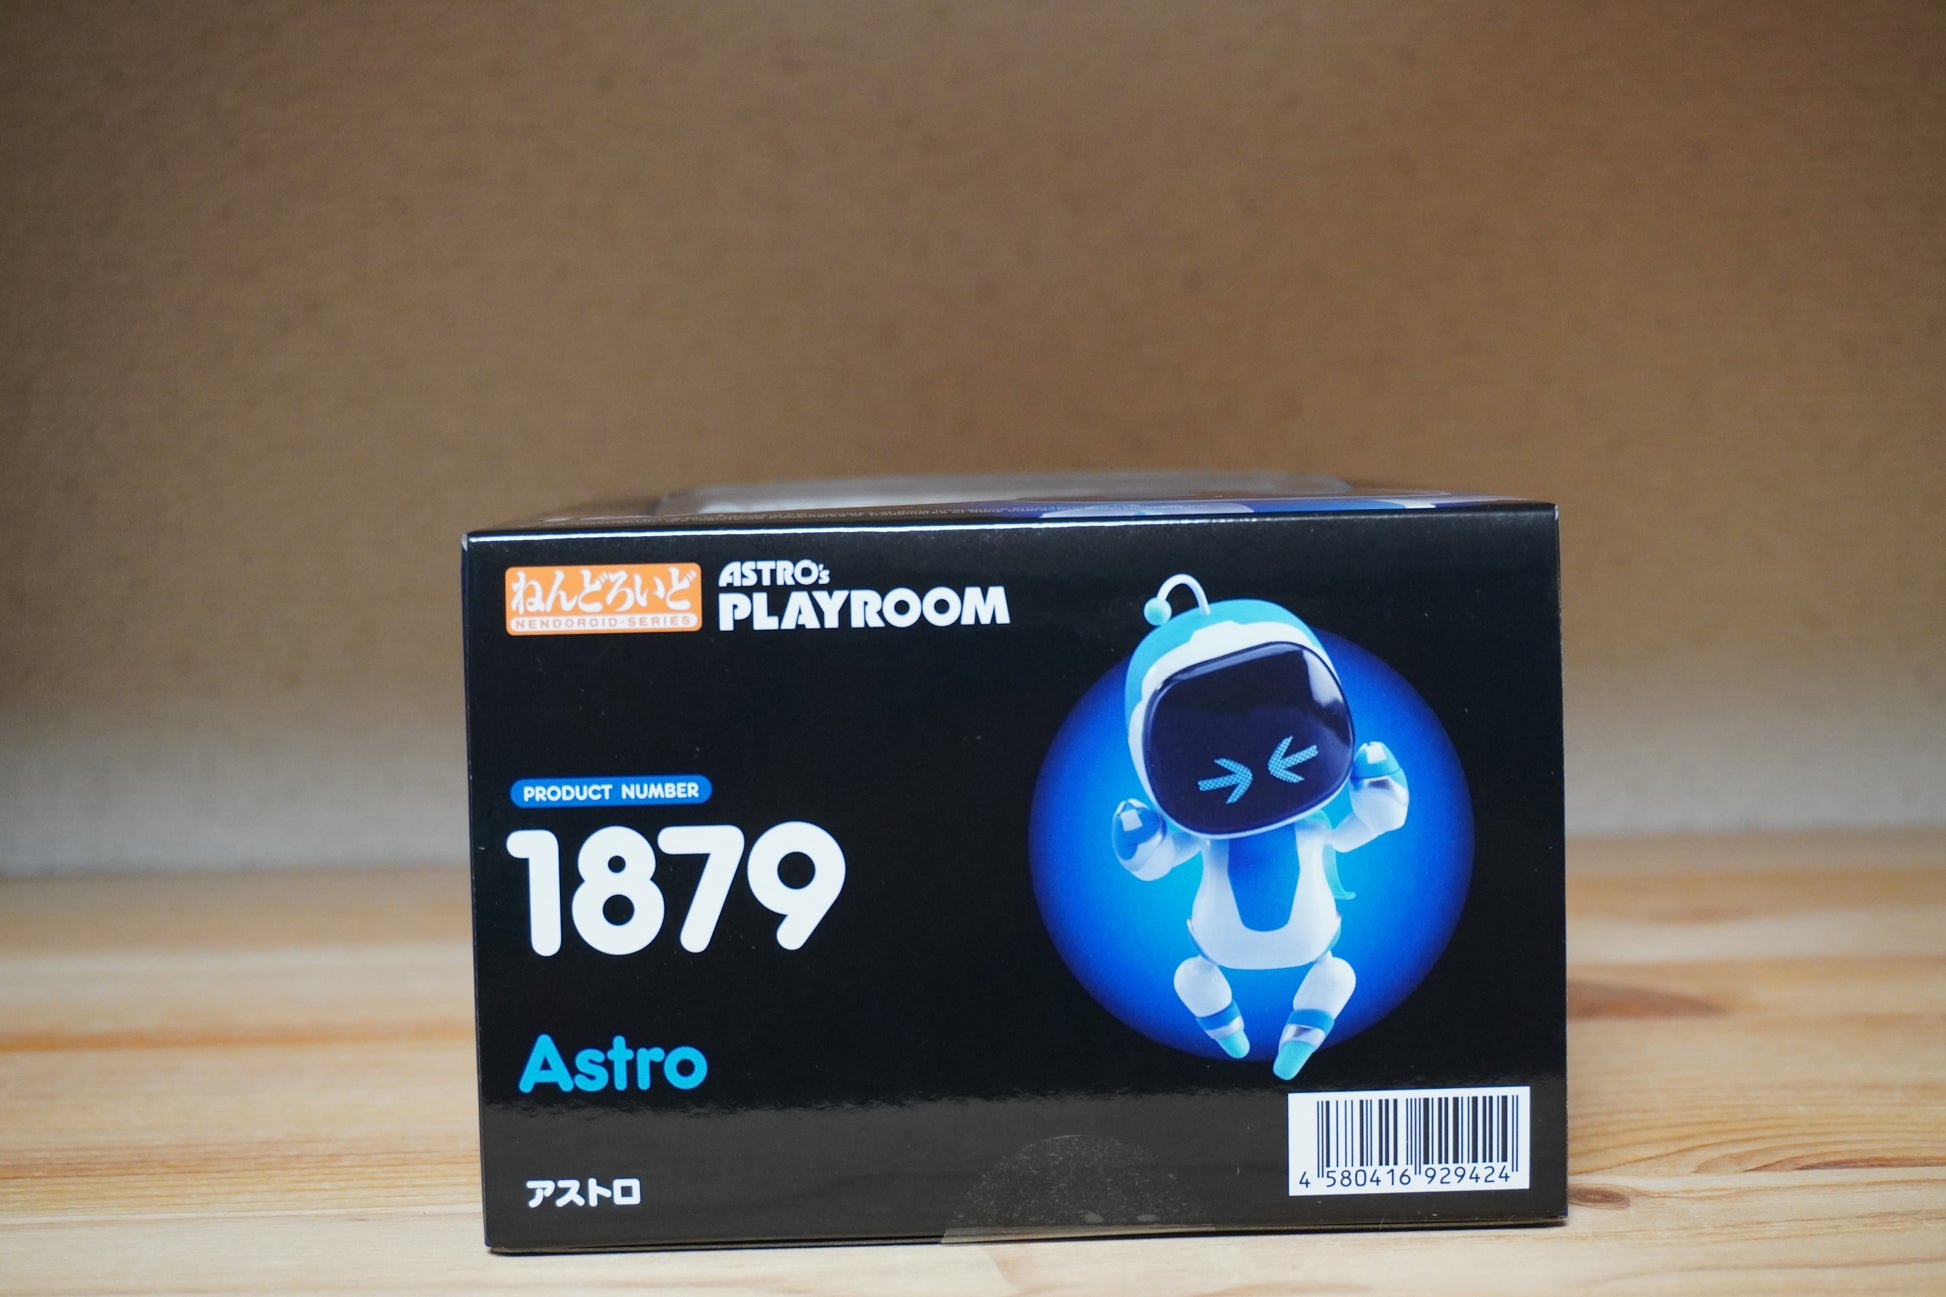 ねんどろいど
NENDOROID·SERIES
ASTRO's
PLAYROOM
PRODUCT NUMBER
1879
Astro
アストロ
4 580416 929424